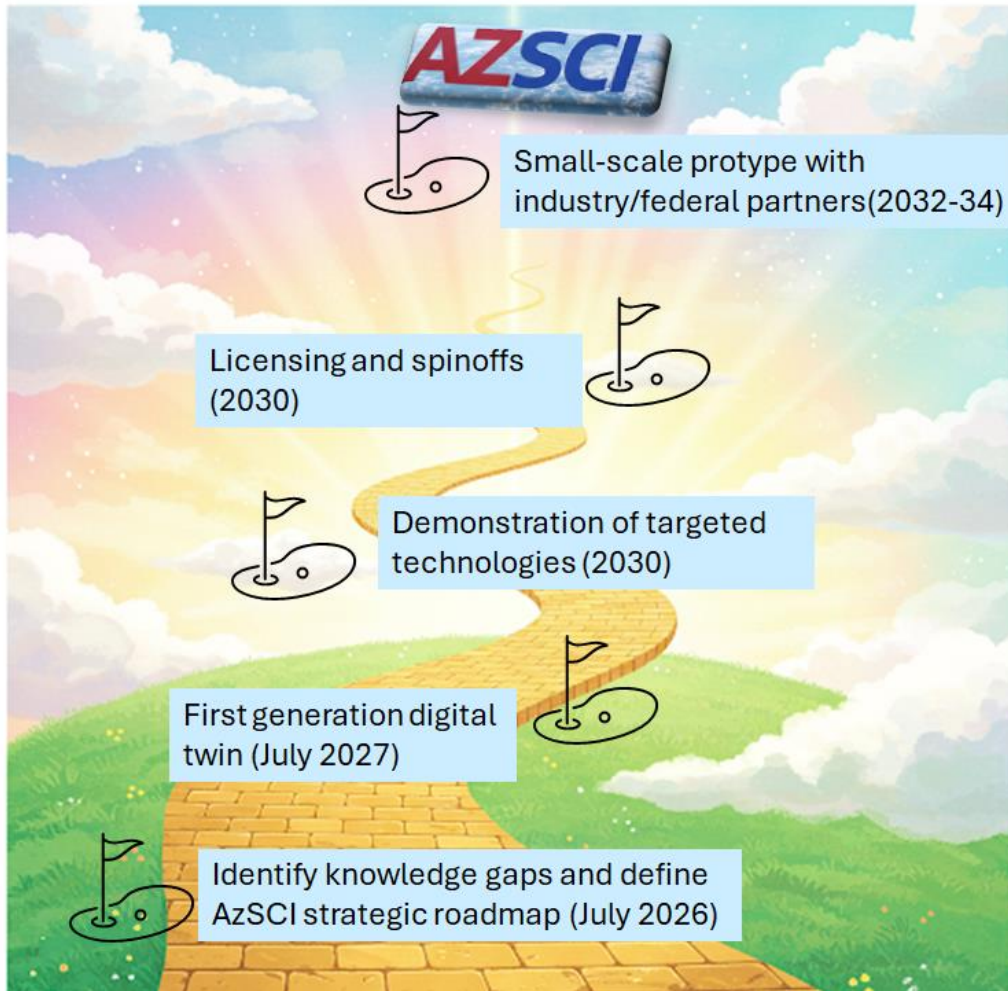 AZSCI
Small-scale protype with
industry/federal partners(2032-34)
Licensing and spinoffs
(2030)
Demonstration of targeted
technologies (2030)
First generation digital
twin (July 2027)
Identify knowledge gaps and define
AzSCI strategic roadmap (July 2026)